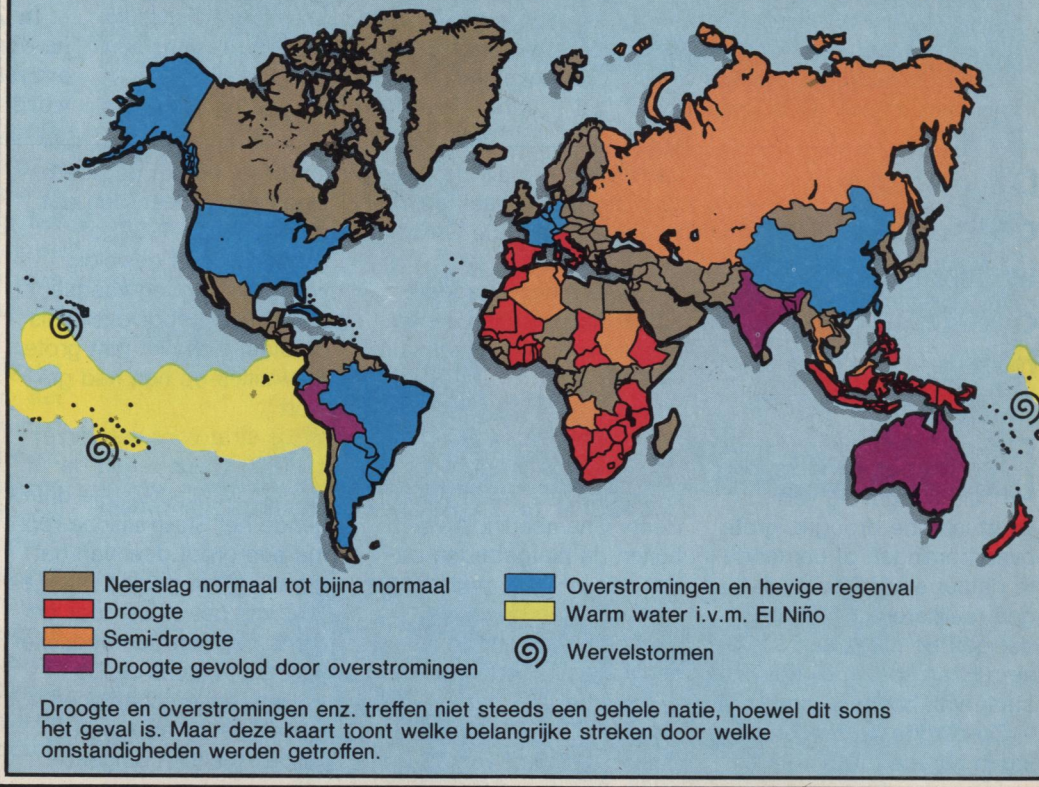 Neerslag normaal tot bijna normaal
Droogte
Semi-droogte
Droogte gevolgd door overstromingen
Overstromingen en hevige regenval
Warm water i.v.m. El Niño
Wervelstormen
Droogte en overstromingen enz. treffen niet steeds een gehele natie, hoewel dit soms
het geval is. Maar deze kaart toont welke belangrijke streken door welke
omstandigheden werden getroffen.